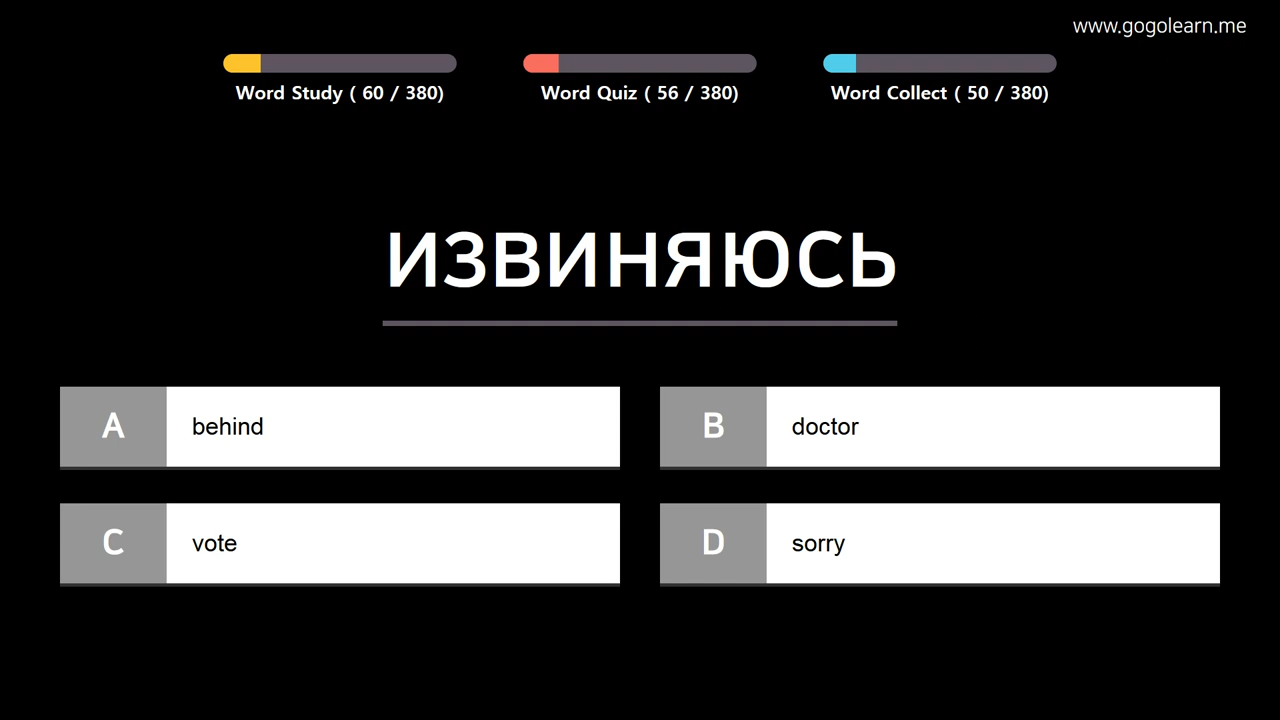 www.gogolearn.me
Word Study ( 60 / 380)
Word Quiz ( 56 / 380)
Word Collect ( 50 / 380)
ИЗВИНЯЮСЬ
A behind
B doctor
C vote
D sorry